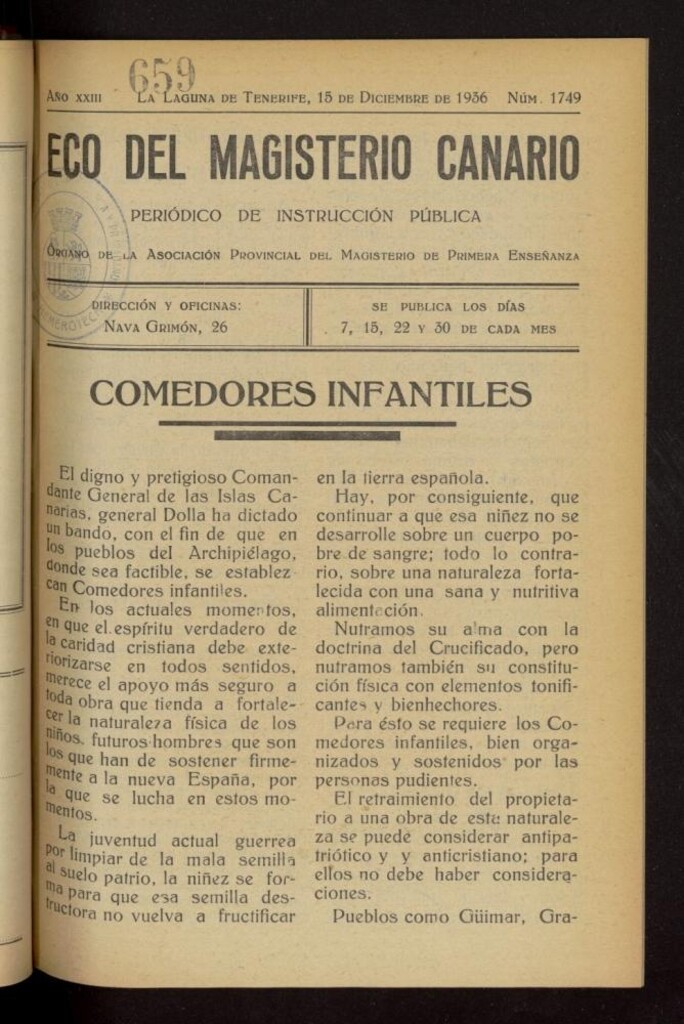 659
AÑO XXIII LA LAGUNA DE TENERIFE, 15 DE DICIEMBRE DE 1936 NÚM. 1749
ECO DEL MAGISTERIO CANARIO
PERIÓDICO DE INSTRUCCIÓN PÚBLICA
ÓRGANO DE LA ASOCIACIÓN PROVINCIAL DEL MAGISTERIO DE PRIMERA ENSEÑANZA
DIRECCIÓN Y OFICINAS:
NAVA GRIMÓN, 26
SE PUBLICA LOS DÍAS
7, 15, 22 Y 30 DE CADA MES
COMEDORES INFANTILES
El digno y pretigioso Coman-
dante General de las Islas Ca-
narias, general Dolla ha dictado
un bando, con el fin de que en
los pueblos del Archipiélago,
donde sea factible, se establez-
can Comedores infantiles.
En los actuales momentos,
en que el espíritu verdadero de
la caridad cristiana debe exte-
riorizarse en todos sentidos,
merece el apoyo más seguro a
toda obra que tienda a fortale-
cer la naturaleza física de los
niños, futuros hombres que son
los que han de sostener firme-
mente a la nueva España, por
la que se lucha en estos mo-
mentos.
La juventud actual guerrea
por limpiar de la mala semilla
al suelo patrio, la niñez se for-
ma para que esa semilla des-
tructora no vuelva a fructificar
en la tierra española.
Hay, por consiguiente, que
continuar a que esa niñez no se
desarrolle sobre un cuerpo po-
bre de sangre; todo lo contra-
rio, sobre una naturaleza forta-
lecida con una sana y nutritiva
alimentación.
Nutramos su alma con la
doctrina del Crucificado, pero
nutramos también su constitu-
ción física con elementos tonifi-
cantes y bienhechores.
Para ésto se requiere los Co-
medores infantiles, bien orga-
nizados y sostenidos por las
personas pudientes.
El retraimiento del propieta-
rio a una obra de este naturale-
za se puede considerar antipa-
triótico y y anticristiano; para
ellos no debe haber considera-
ciones.
Pueblos como Güimar, Gra-